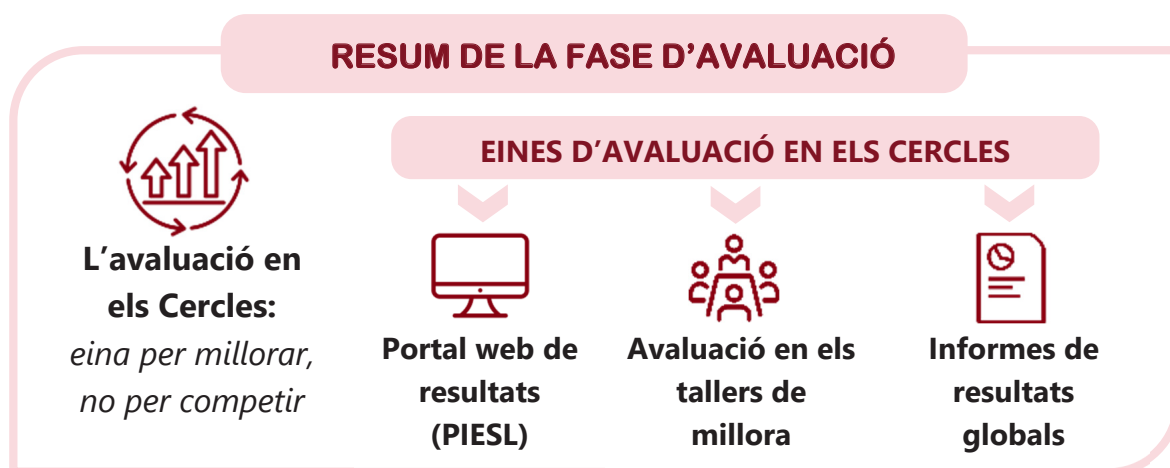 RESUM DE LA FASE D’AVALUACIÓ
EINES D’AVALUACIÓ EN ELS CERCLES
L’avaluació en
els Cercles:
eina per millorar,
no per competir
Portal web de
resultats
(PIESL)
Avaluació en els
tallers de
millora
Informes de
resultats
globals